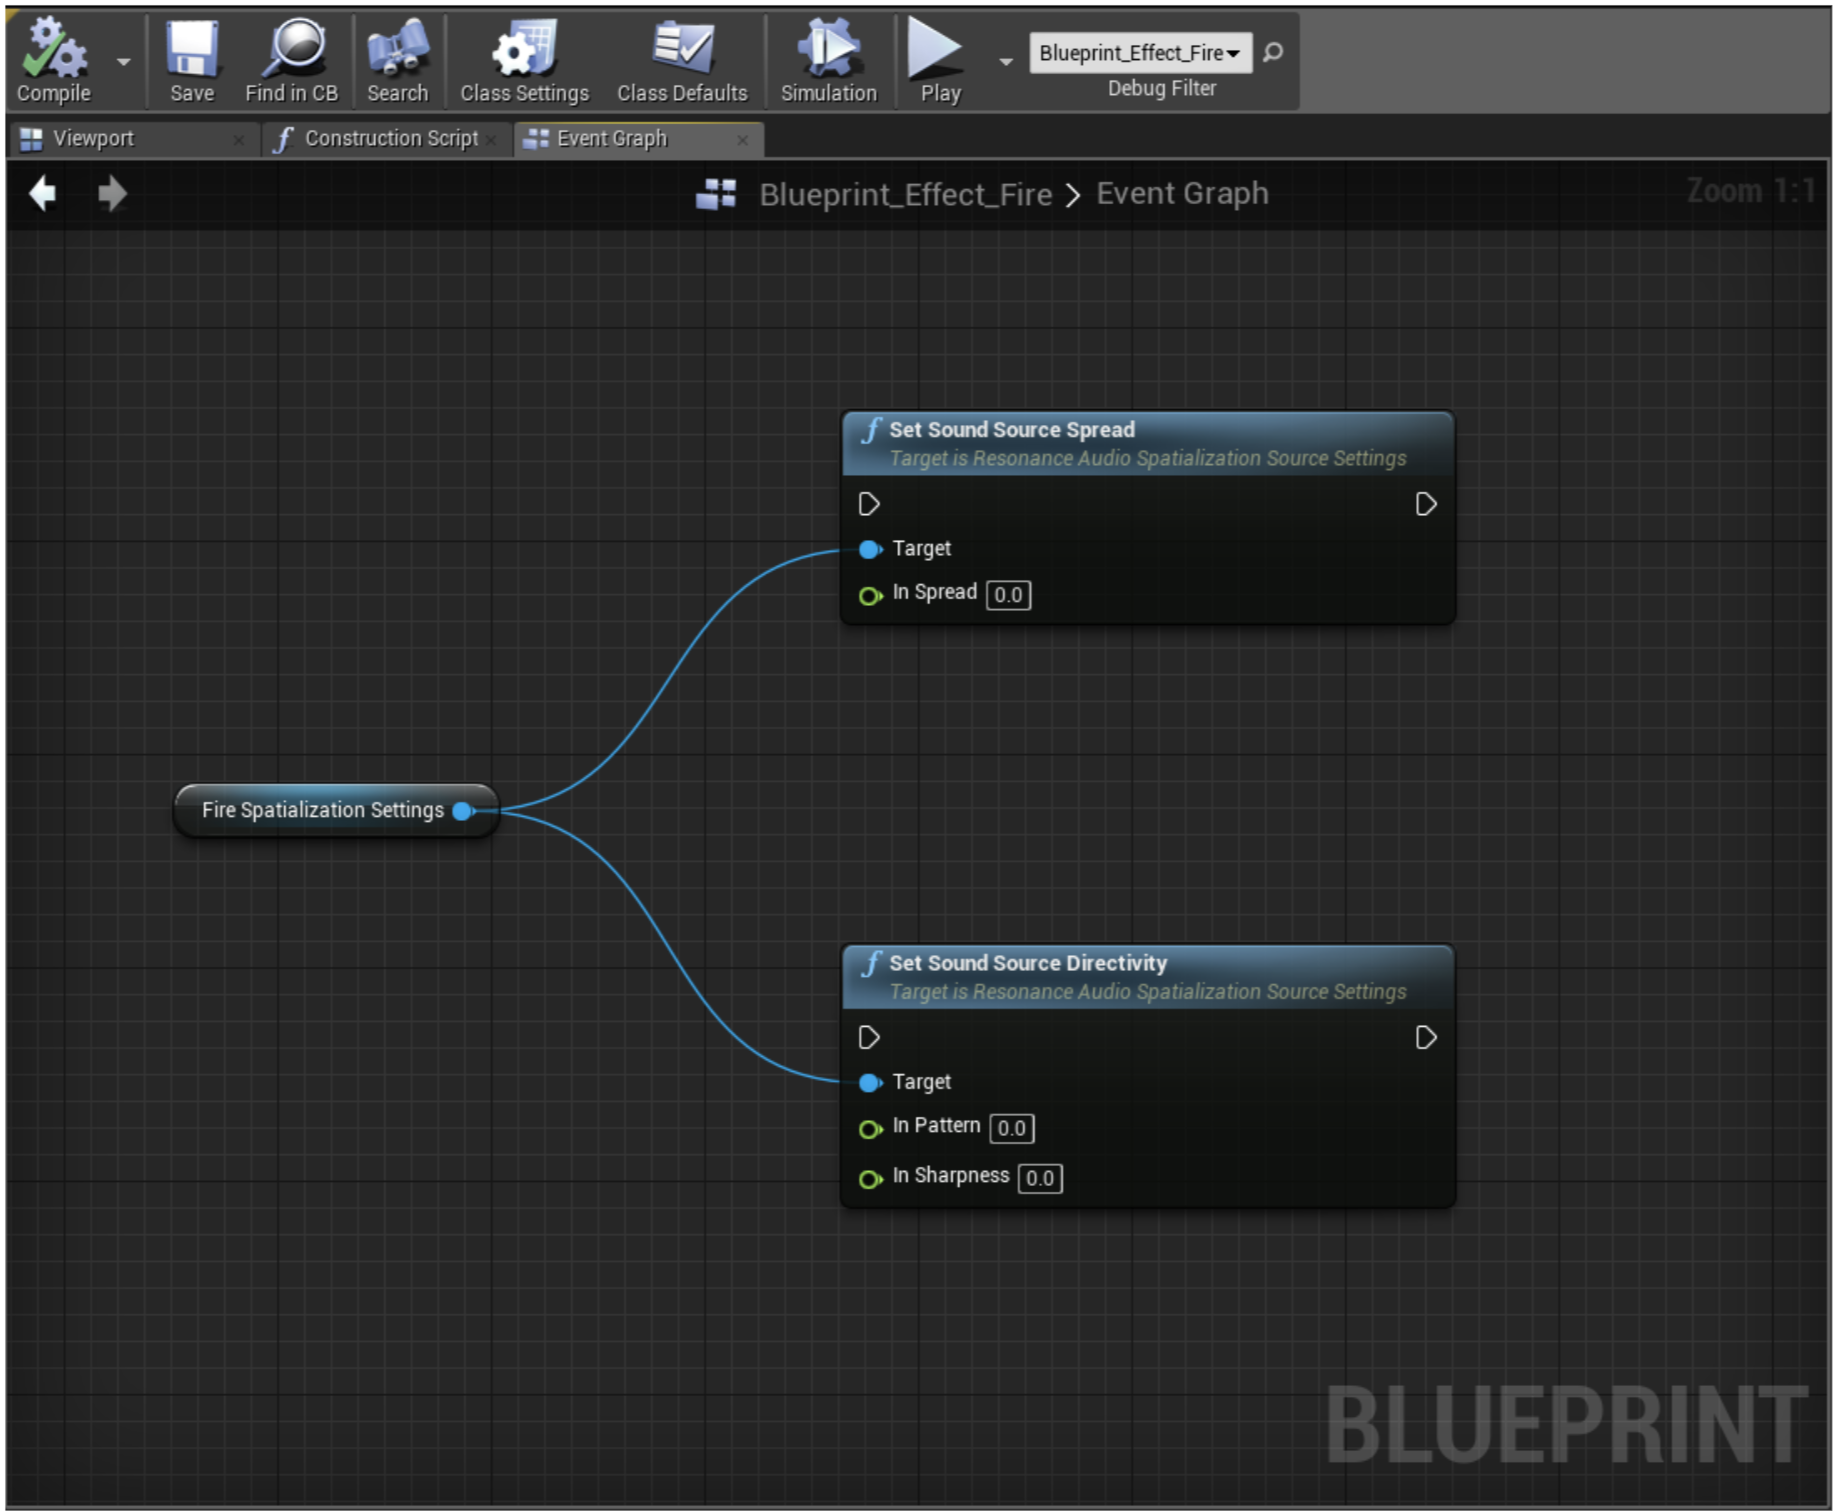 Compile
Save
Find in CB
Search
Class Settings
Class Defaults
Simulation
Play
Blueprint_Effect_Fire
Debug Filter
Viewport
Construction Script
Event Graph
Blueprint_Effect_Fire > Event Graph
Zoom 1:1
f Set Sound Source Spread
Target is Resonance Audio Spatialization Source Settings
Target
In Spread 0.0
Fire Spatialization Settings
f Set Sound Source Directivity
Target is Resonance Audio Spatialization Source Settings
Target
In Pattern 0.0
In Sharpness 0.0
BLUEPRINT